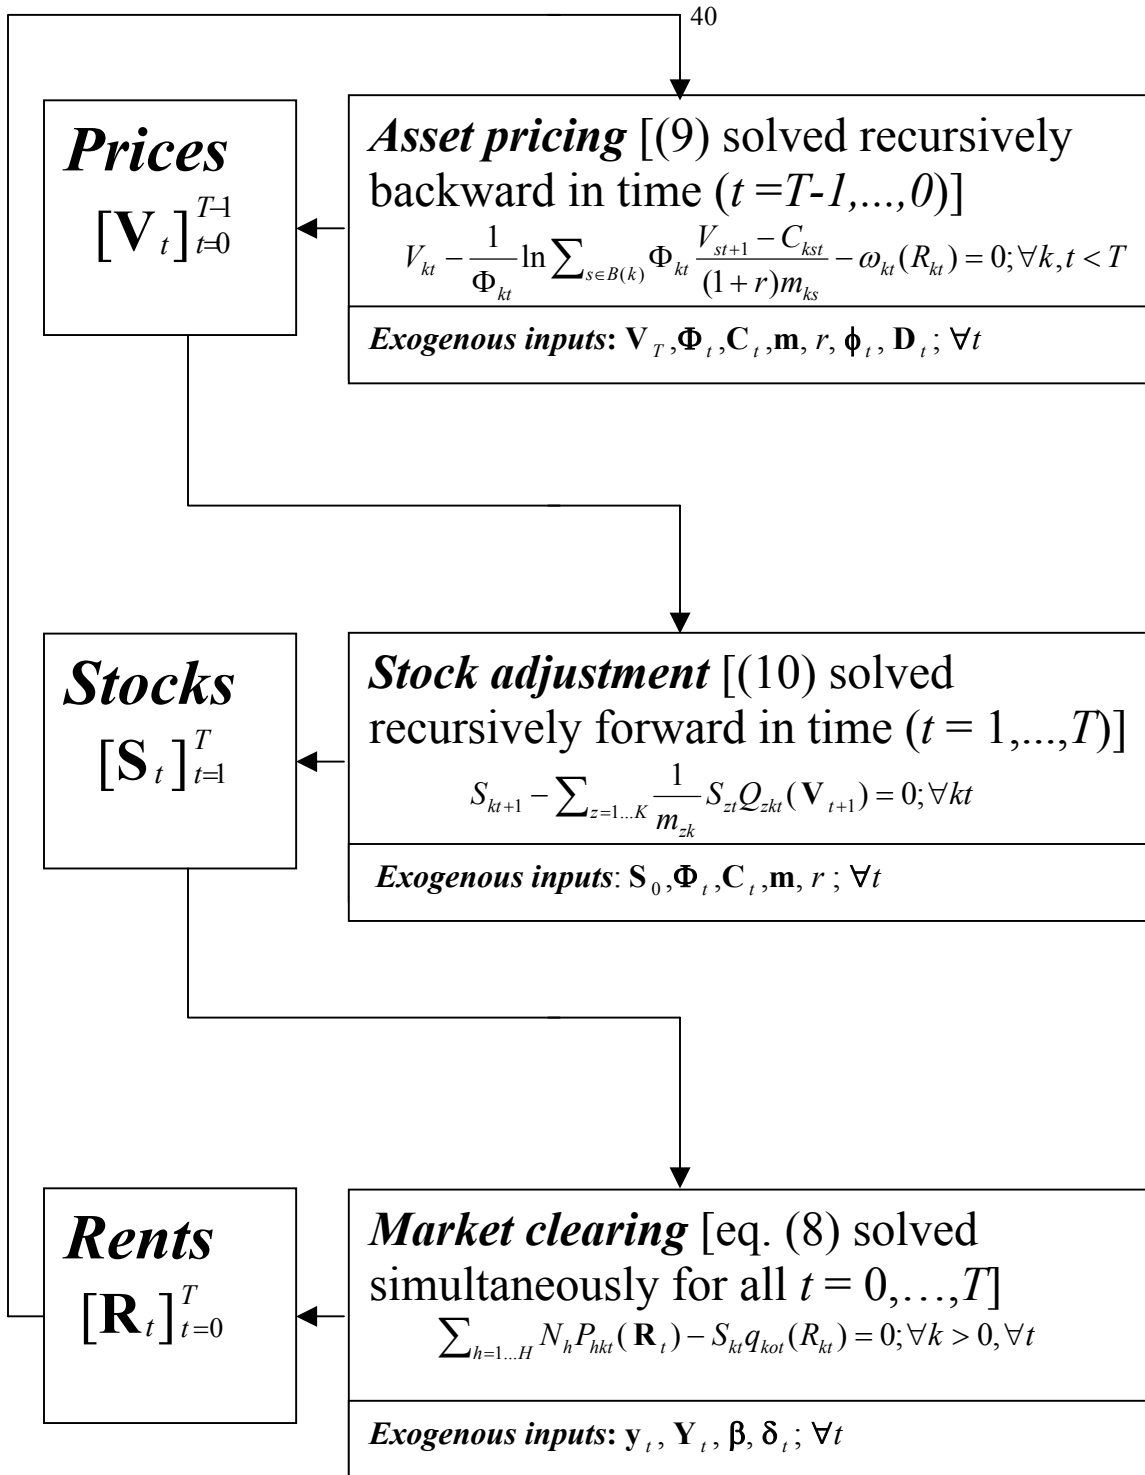 40
Prices
[V_t]_{t=0}^{T-1}
Asset pricing [(9) solved recursively
backward in time (t =T-1,...,0)]
V_{kt} - \frac{1}{Φ_{kt}} ln ∑_{s∈B(k)} Φ_{kt} \frac{V_{st+1} - C_{kst}}{(1+r)m_{ks}} - ω_{kt}(R_{kt}) = 0; ∀k, t < T
Exogenous inputs: V_T, Φ_t, C_t, m, r, ϕ_t, D_t; ∀t
Stocks
[S_t]_{t=1}^{T}
Stock adjustment [(10) solved
recursively forward in time (t = 1,...,T)]
S_{kt+1} - ∑_{z=1...K} \frac{1}{m_{zk}} S_{zt} Q_{zkt}(V_{t+1}) = 0; ∀kt
Exogenous inputs: S_0, Φ_t, C_t, m, r; ∀t
Rents
[R_t]_{t=0}^{T}
Market clearing [eq. (8) solved
simultaneously for all t = 0,…,T]
∑_{h=1...H} N_h P_{hkt}(R_t) - S_{kt} q_{kot}(R_{kt}) = 0; ∀k > 0, ∀t
Exogenous inputs: y_t, Y_t, β, δ_t; ∀t